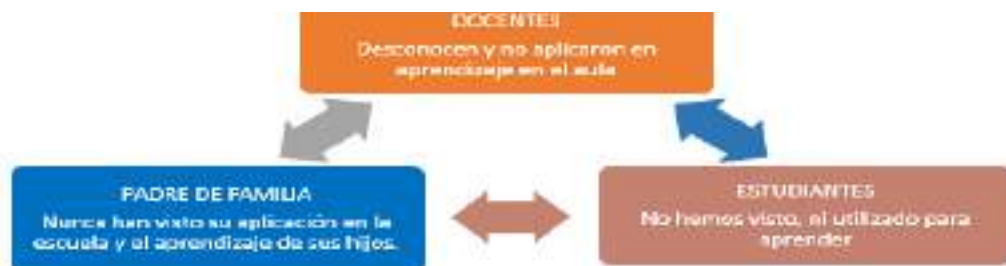 DOCENTES
Desconocen y no aplicaron en
aprendizaje en el aula
PADRE DE FAMILIA
Nunca han visto su aplicación en la
escuela y el aprendizaje de sus hijos.
ESTUDIANTES
No hemos visto, ni utilizado para
aprender